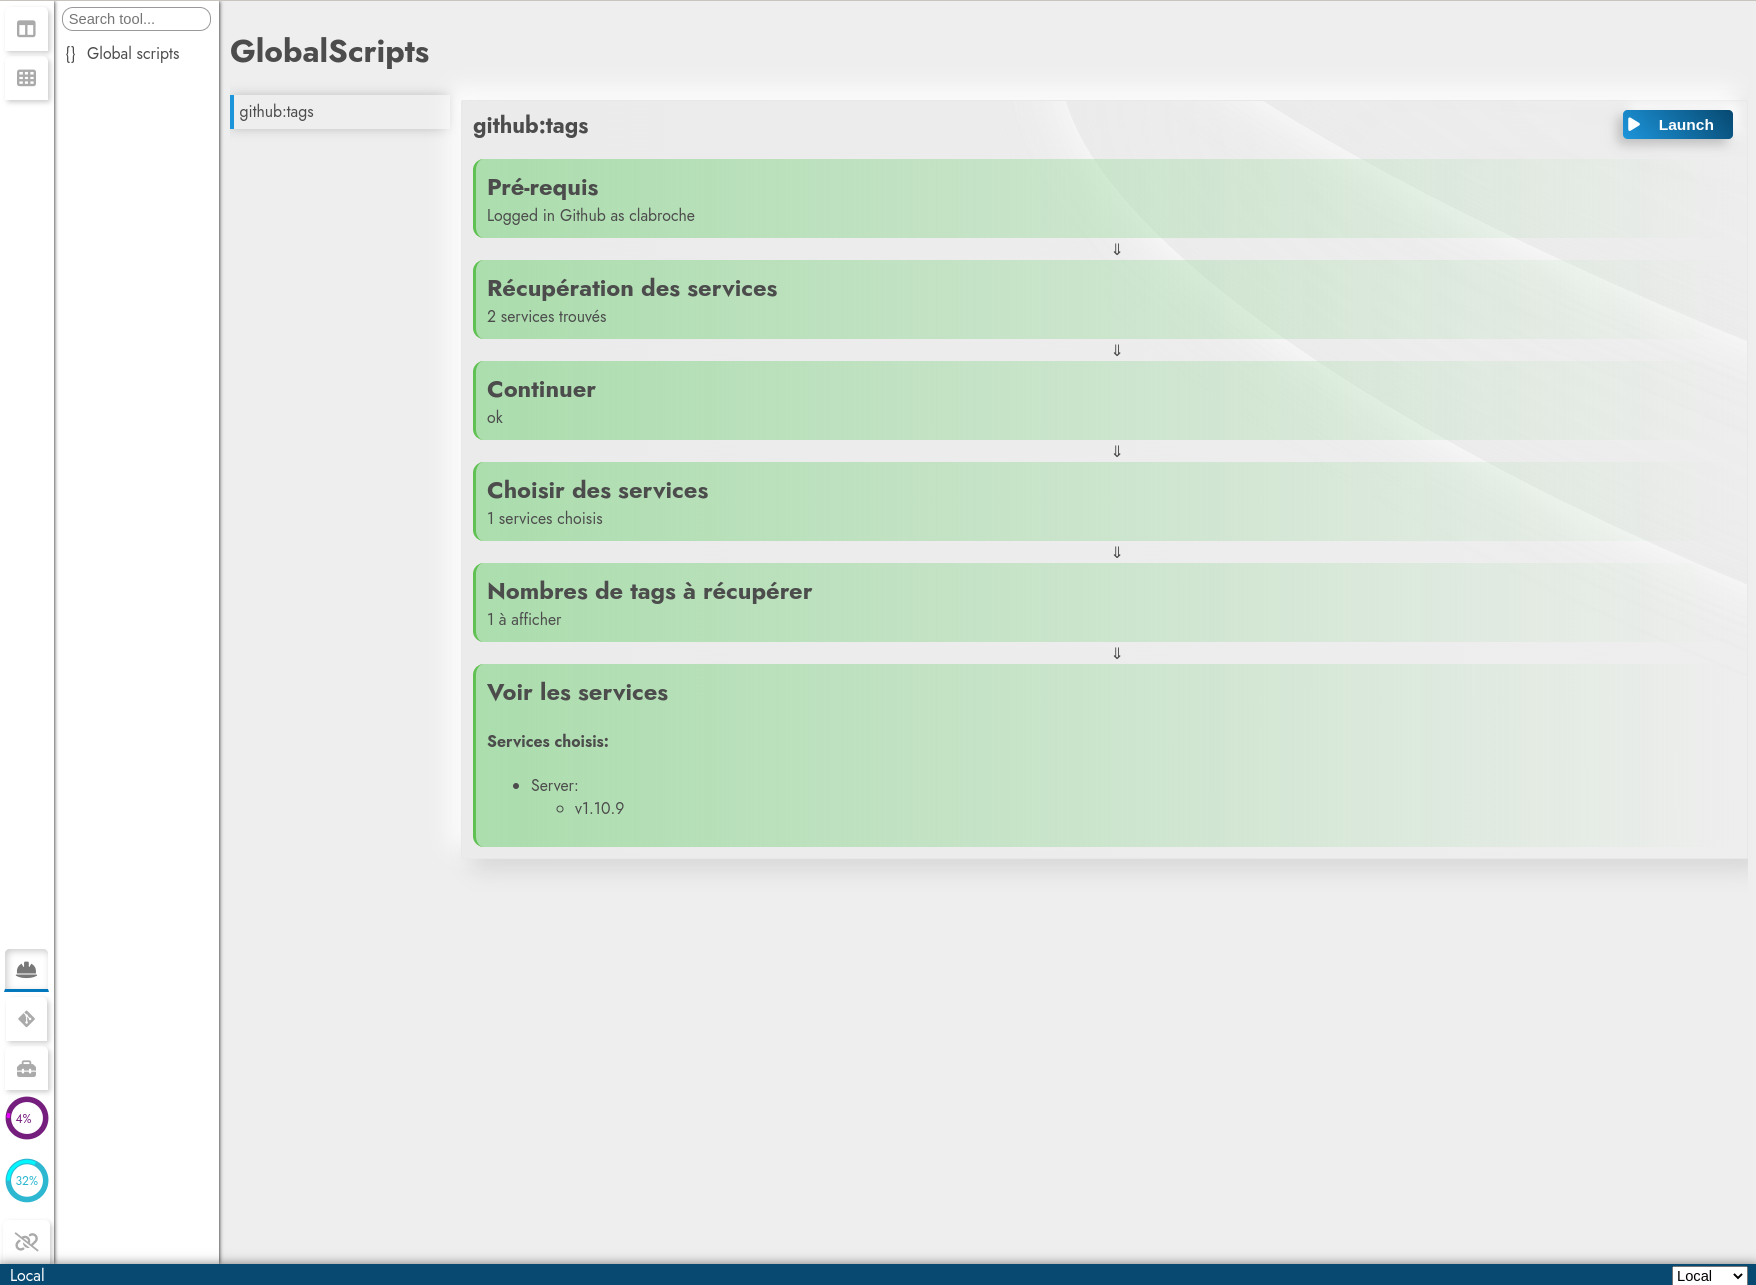 Search tool...
{} Global scripts
GlobalScripts
github:tags
github:tags
Launch
Pré-requis
Logged in Github as clabroche
⇓
Récupération des services
2 services trouvés
⇓
Continuer
ok
⇓
Choisir des services
1 services choisis
⇓
Nombres de tags à récupérer
1 à afficher
⇓
Voir les services
Services choisis:
Server:
v1.10.9
4%
32%
Local
Local